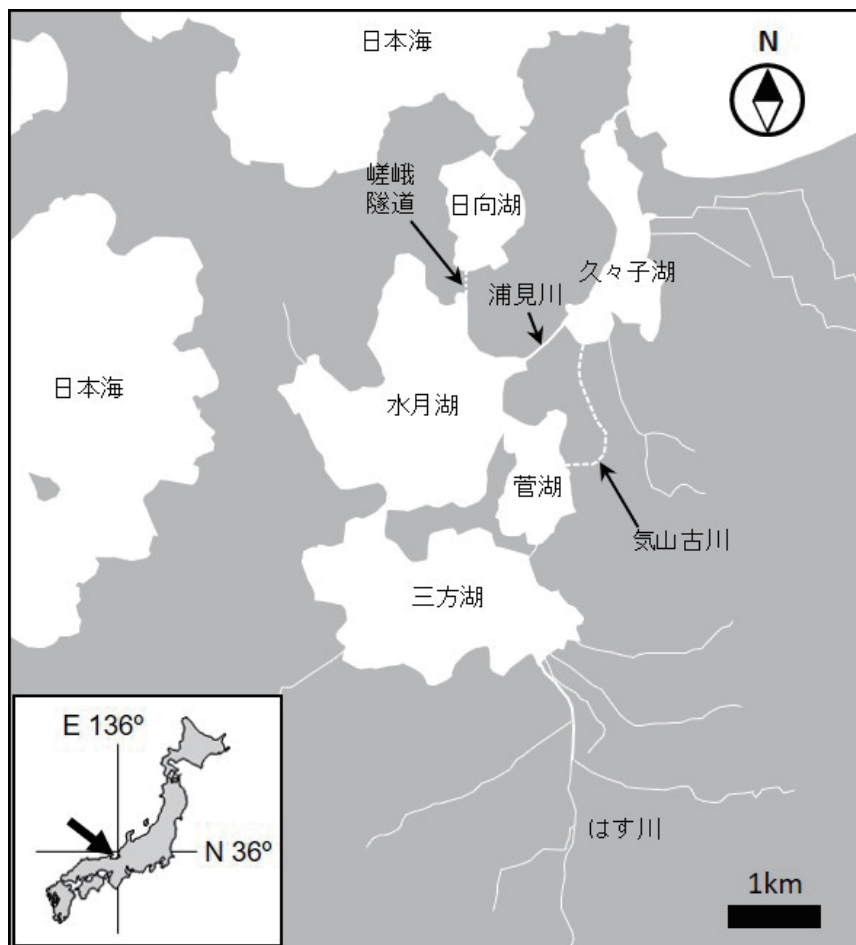 日本海
N
嵯峨
隧道
日向湖
久々子湖
浦見川
日本海
水月湖
菅湖
気山古川
三方湖
E 136º
N 36º
はす川
1km